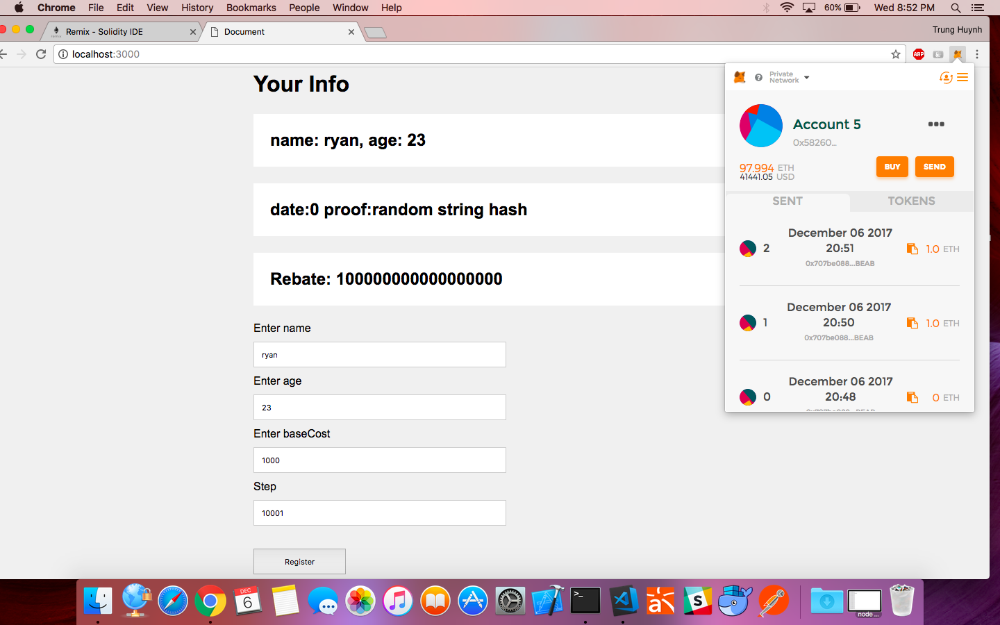 Chrome File Edit View History Bookmarks People Window Help 60% Wed 8:52 PM
Remix - Solidity IDE
Document
Trung Huynh
localhost:3000
ABP
Your Info
name: ryan, age: 23
date:0 proof:random string hash
Rebate: 100000000000000000
Enter name
ryan
Enter age
23
Enter baseCost
1000
Step
10001
Register
Private
Network
Account 5
0x58260...
97.994 ETH
41441.05 USD
BUY
SEND
SENT
TOKENS
2
December 06 2017
20:51
0x707be088...BEAB
1.0 ETH
1
December 06 2017
20:50
0x707be088...BEAB
1.0 ETH
0
December 06 2017
20:48
0 ETH
DEC
6
node ...